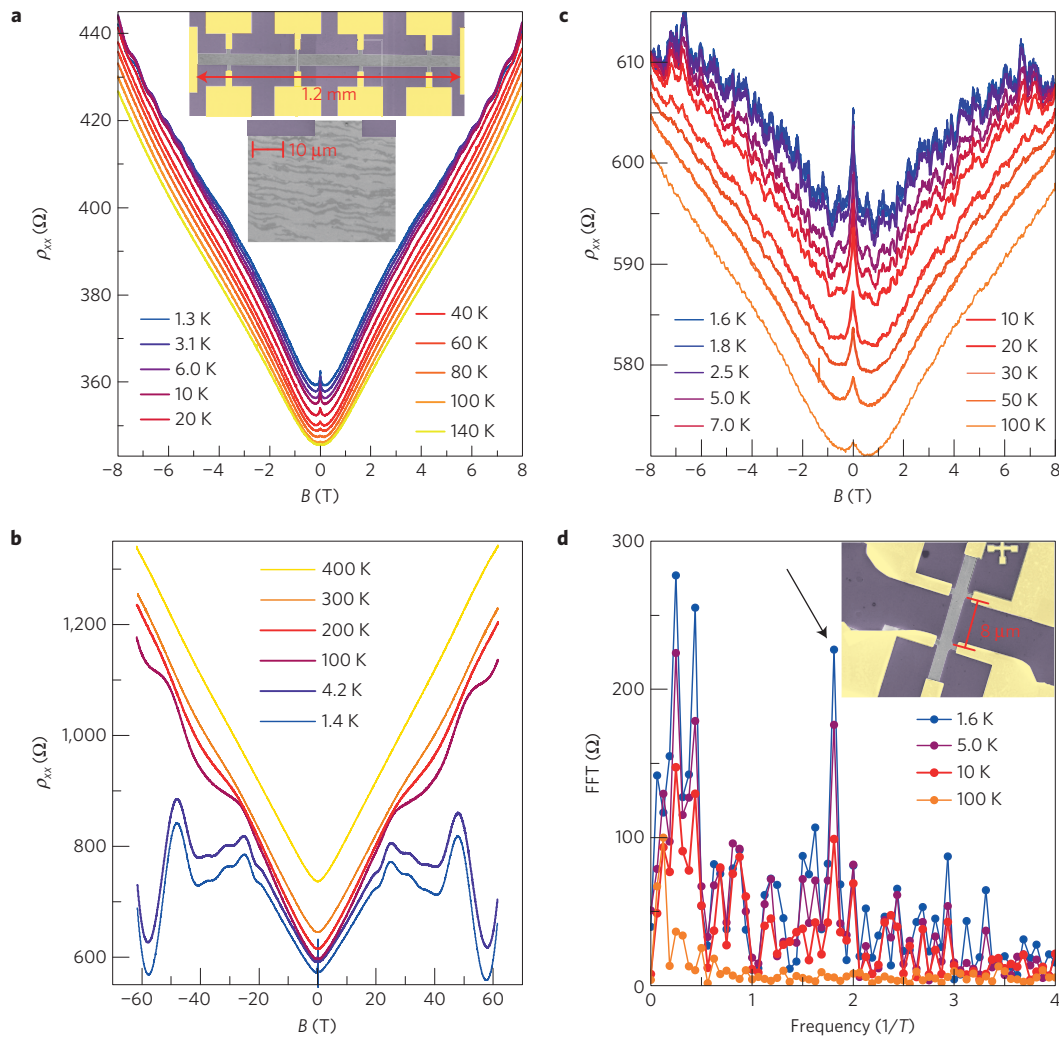 a
440
420
400
380
360
ρxx (Ω)
1.2 mm
10 μm
1.3 K
3.1 K
6.0 K
10 K
20 K
40 K
60 K
80 K
100 K
140 K
−8 −6 −4 −2 0 2 4 6 8
B (T)
c
610
600
590
580
ρxx (Ω)
1.6 K
1.8 K
2.5 K
5.0 K
7.0 K
10 K
20 K
30 K
50 K
100 K
−8 −6 −4 −2 0 2 4 6 8
B (T)
b
1,200
1,000
800
600
ρxx (Ω)
400 K
300 K
200 K
100 K
4.2 K
1.4 K
−60 −40 −20 0 20 40 60
B (T)
d
300
200
100
0
FFT (Ω)
8 μm
1.6 K
5.0 K
10 K
100 K
0 1 2 3 4
Frequency (1/T)